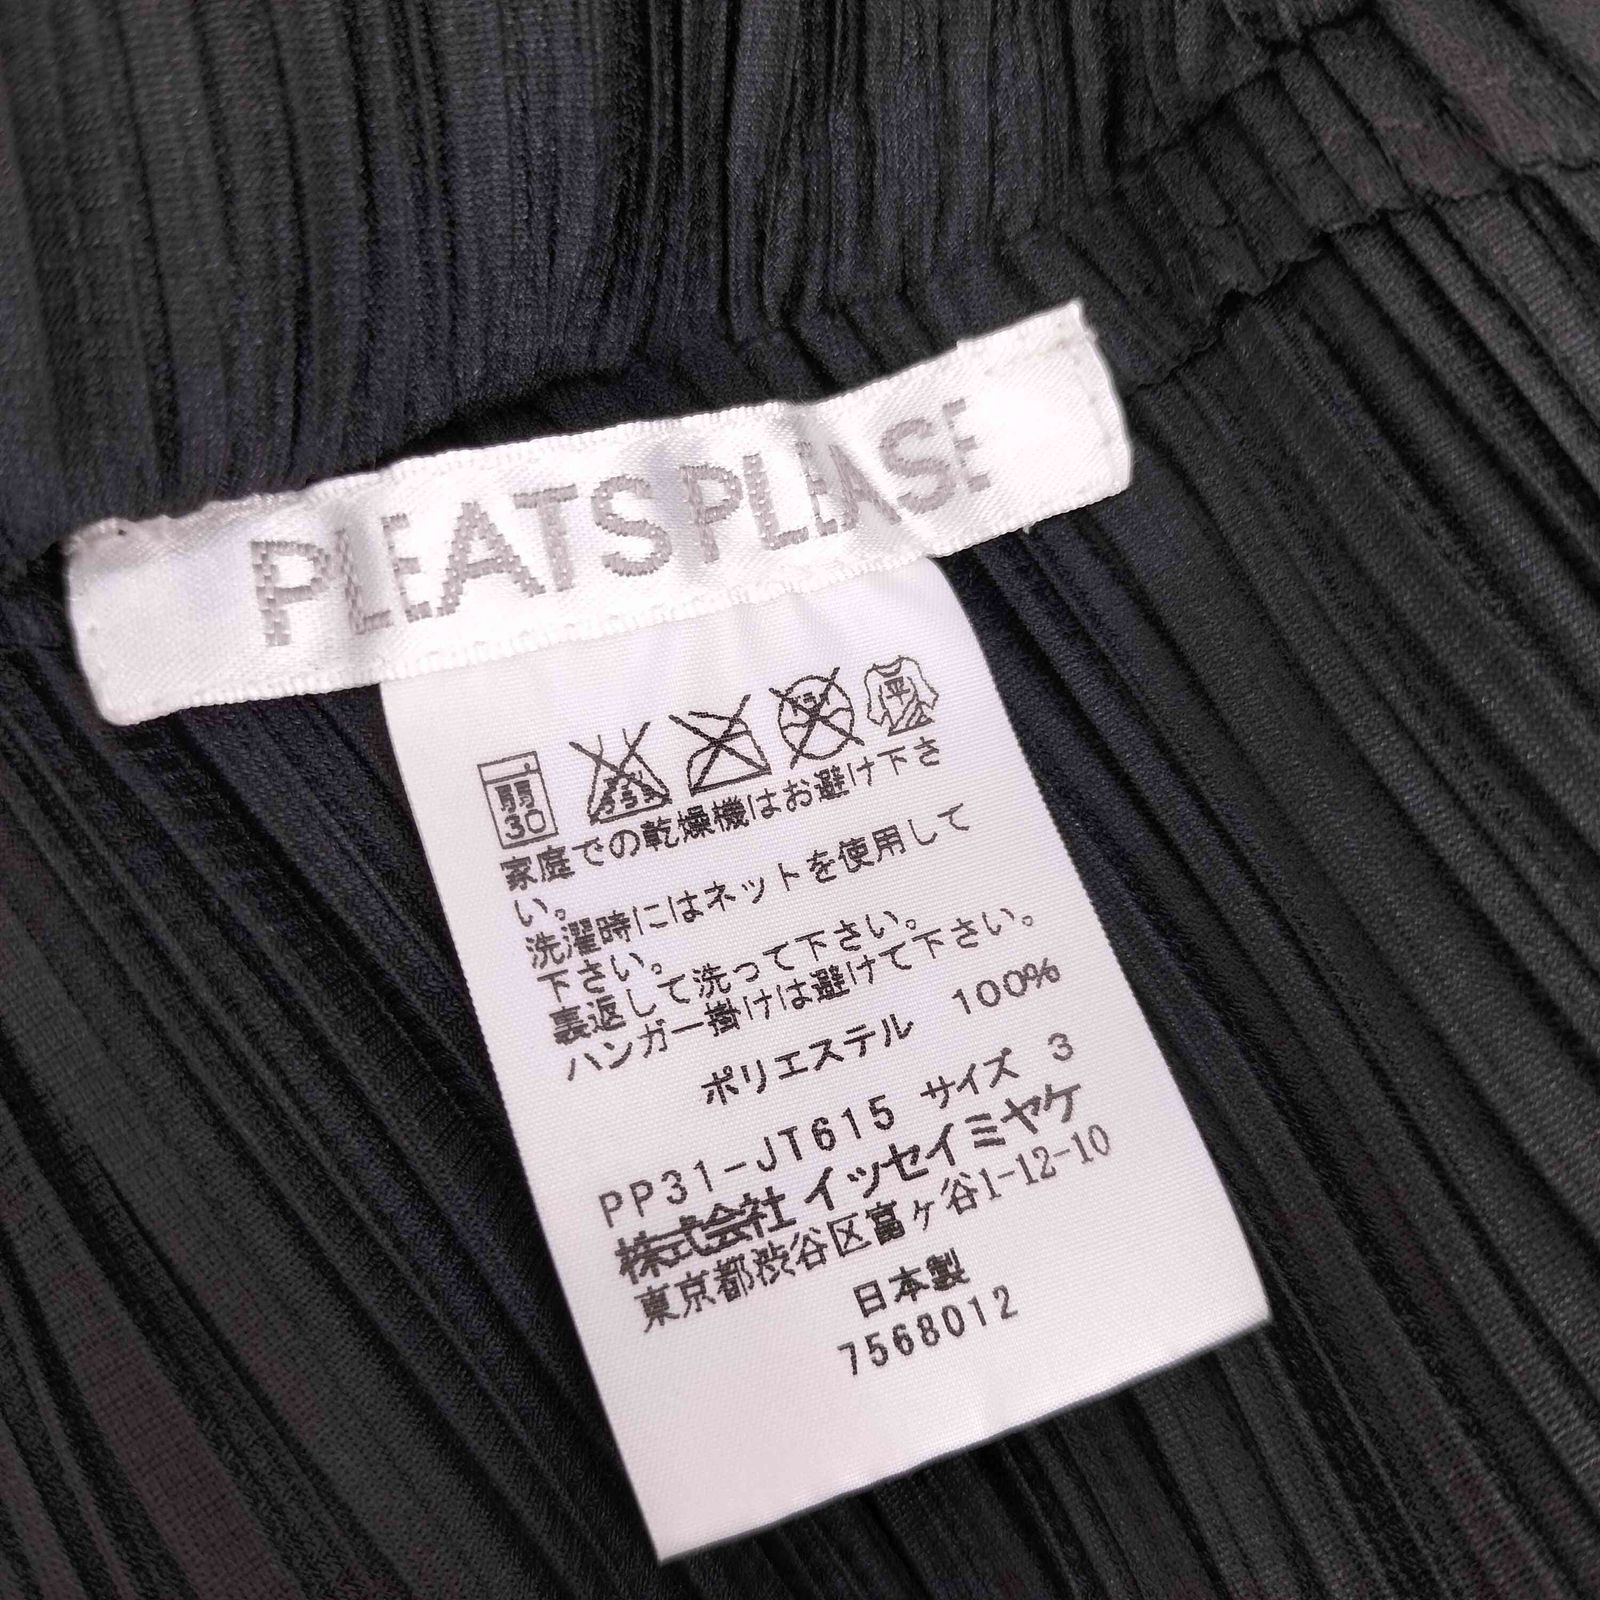 PLEATS PLEASE
弱
30
平
家庭での乾燥機はお避け下さ
い。
洗濯時にはネットを使用して
下さい。
裏返して洗って下さい。
ハンガー掛けは避けて下さい。
ポリエステル 100%
PP31-JT615 サイズ 3
株式会社 イッセイミヤケ
東京都渋谷区富ヶ谷1-12-10
日本製
7568012